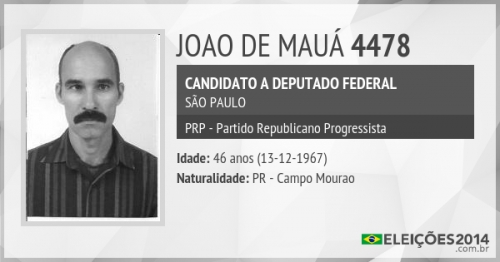 JOAO DE MAUÁ 4478
CANDIDATO A DEPUTADO FEDERAL
SÃO PAULO
PRP - Partido Republicano Progressista
Idade: 46 anos (13-12-1967)
Naturalidade: PR - Campo Mourao
ELEIÇÕES2014
.com.br